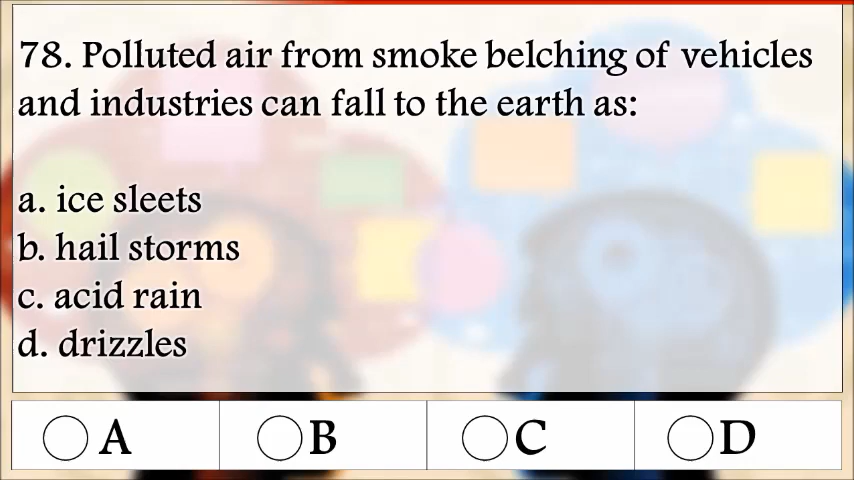 78. Polluted air from smoke belching of vehicles
and industries can fall to the earth as:
a. ice sleets
b. hail storms
c. acid rain
d. drizzles
A B C D